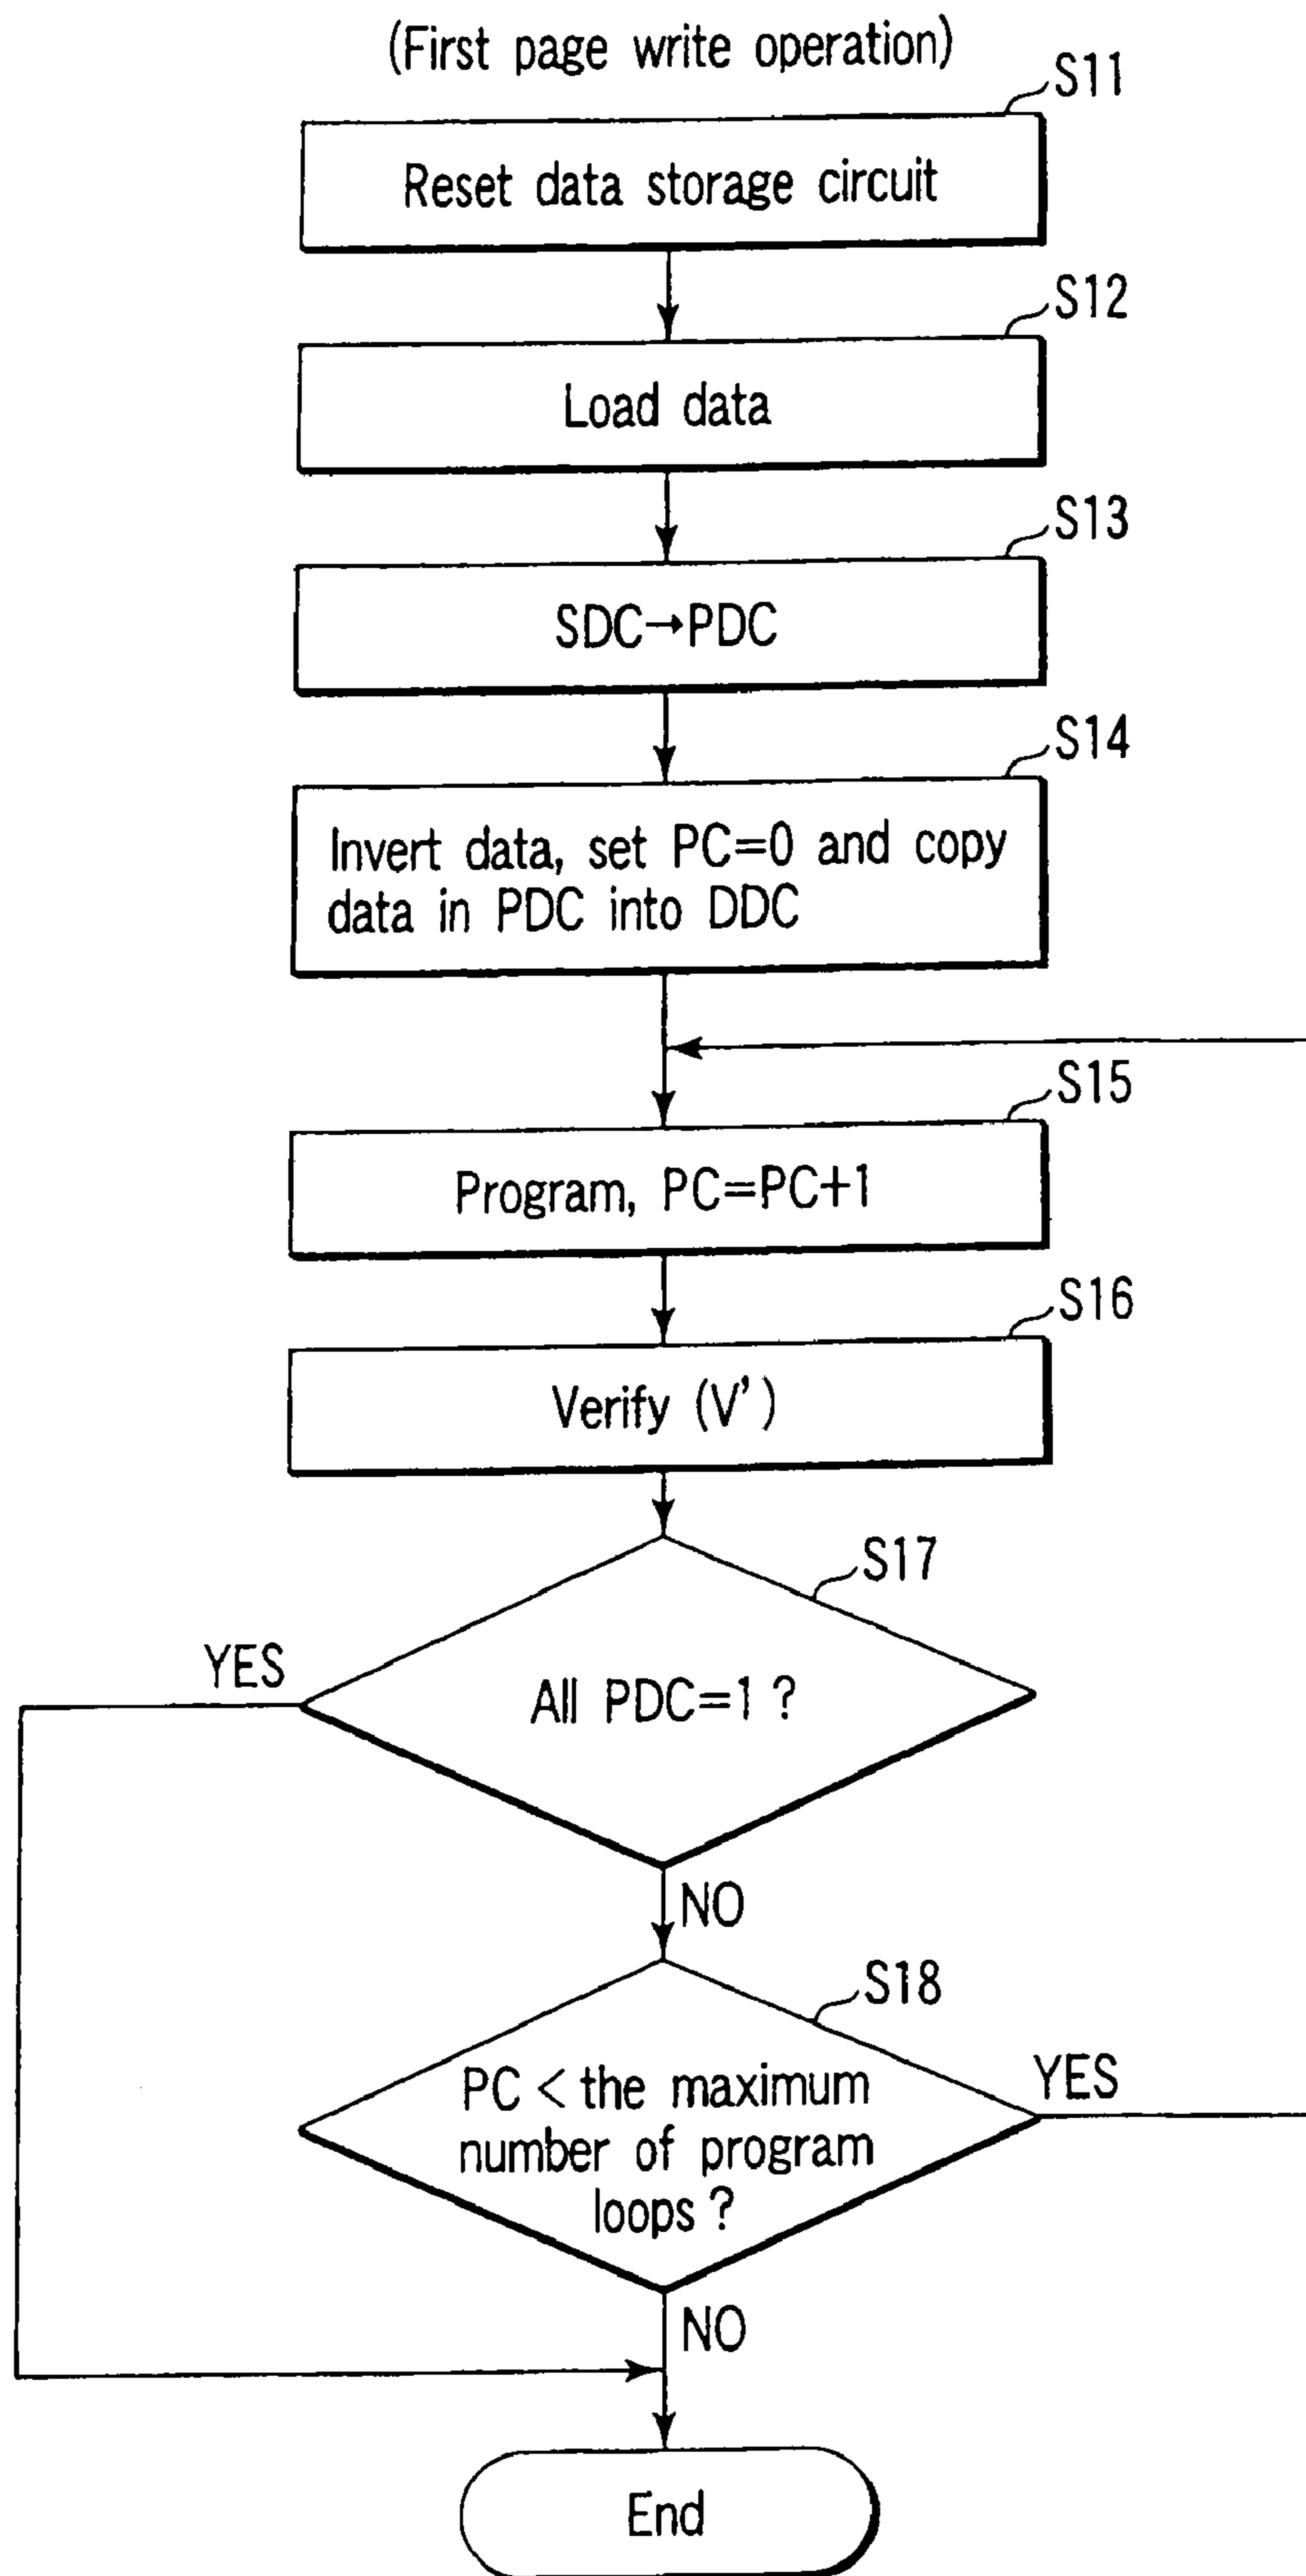 (First page write operation)
S11
Reset data storage circuit
S12
Load data
S13
SDC→PDC
S14
Invert data, set PC=0 and copy
data in PDC into DDC
S15
Program, PC=PC+1
S16
Verify (V')
S17
YES
All PDC=1 ?
NO
S18
PC < the maximum
number of program
loops ?
YES
NO
End